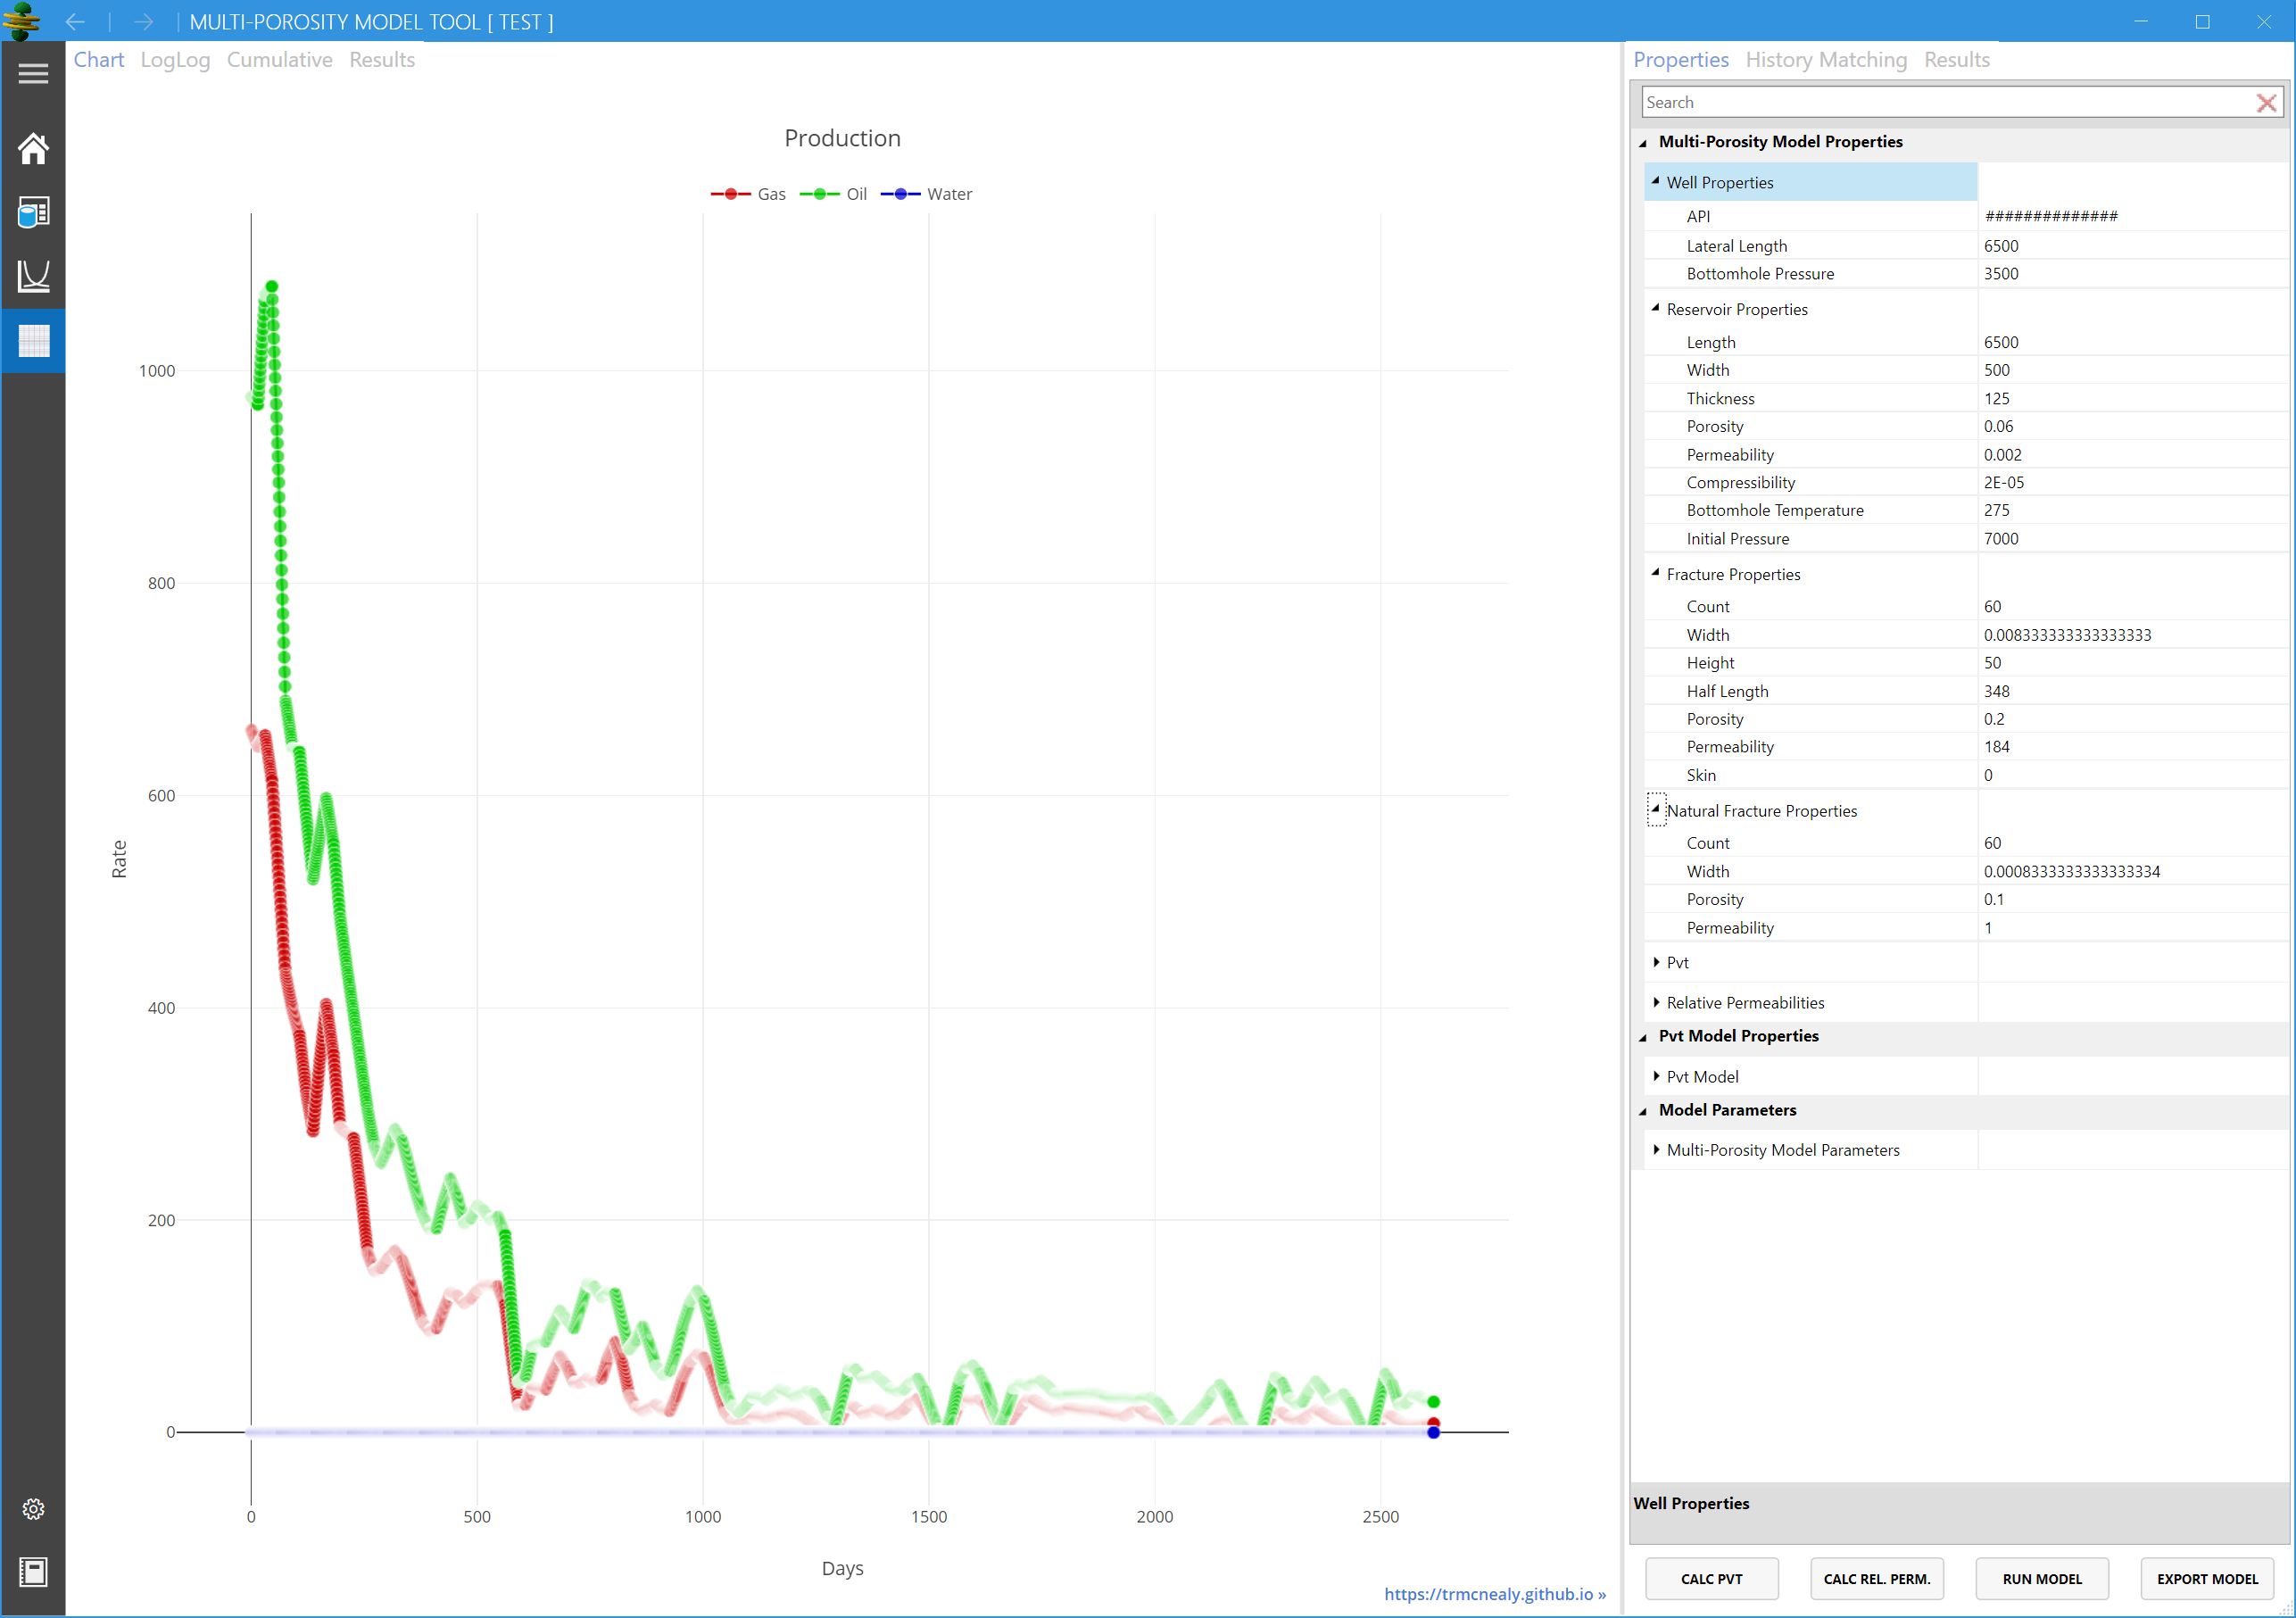 MULTI-POROSITY MODEL TOOL [ TEST ]
Chart LogLog Cumulative Results
Production
Gas Oil Water
1000
800
600
400
200
0
Rate
0 500 1000 1500 2000 2500
Days
https://trmcnealy.github.io »
Properties History Matching Results
Search
Multi-Porosity Model Properties
Well Properties
API ##############
Lateral Length 6500
Bottomhole Pressure 3500
Reservoir Properties
Length 6500
Width 500
Thickness 125
Porosity 0.06
Permeability 0.002
Compressibility 2E-05
Bottomhole Temperature 275
Initial Pressure 7000
Fracture Properties
Count 60
Width 0.008333333333333333
Height 50
Half Length 348
Porosity 0.2
Permeability 184
Skin 0
Natural Fracture Properties
Count 60
Width 0.0008333333333333334
Porosity 0.1
Permeability 1
Pvt
Relative Permeabilities
Pvt Model Properties
Pvt Model
Model Parameters
Multi-Porosity Model Parameters
Well Properties
CALC PVT CALC REL. PERM. RUN MODEL EXPORT MODEL